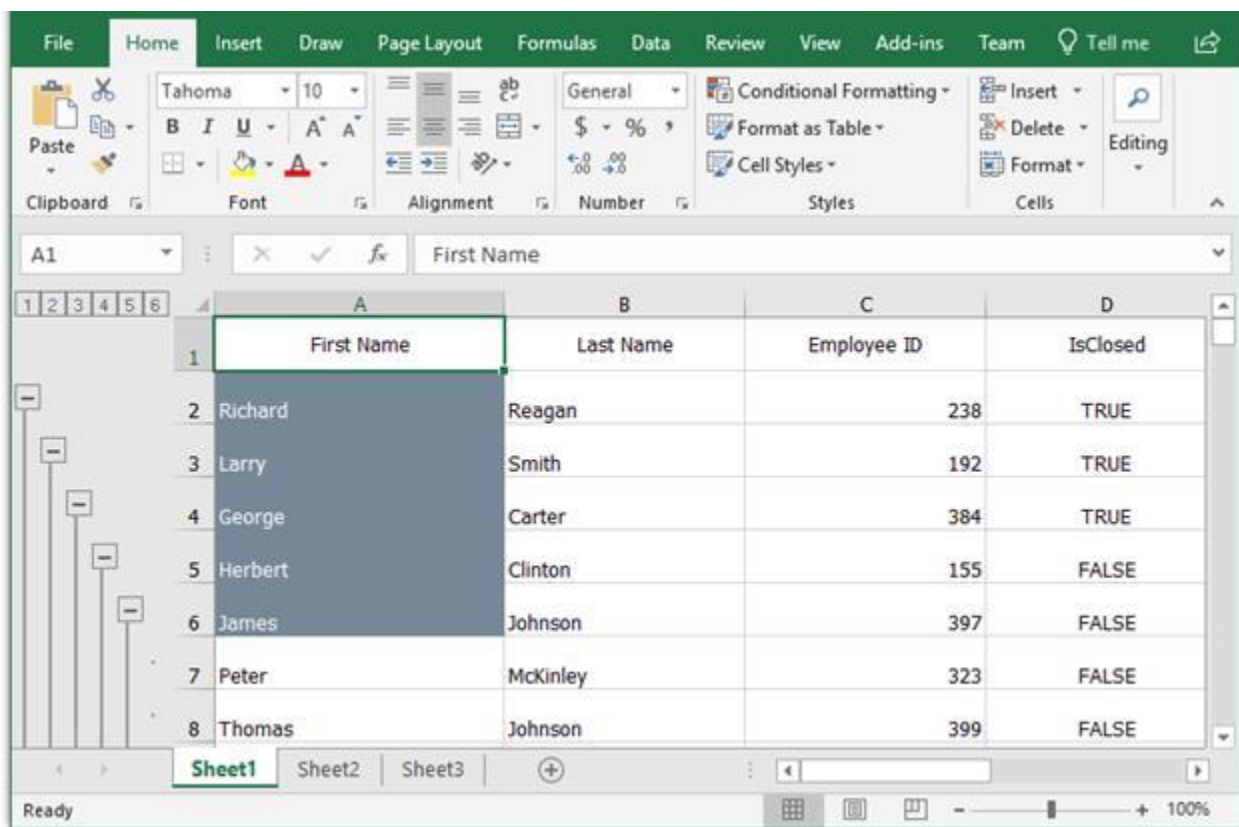 File Home Insert Draw Page Layout Formulas Data Review View Add-ins Team Tell me
Tahoma 10 ab General Conditional Formatting Insert
Paste B I U A A $ % , Format as Table Delete Editing
A .00 Cell Styles Format
Clipboard Font Alignment Number Styles Cells
A1 fx First Name
1 2 3 4 5 6 A B C D
1 First Name Last Name Employee ID IsClosed
2 Richard Reagan 238 TRUE
3 Larry Smith 192 TRUE
4 George Carter 384 TRUE
5 Herbert Clinton 155 FALSE
6 James Johnson 397 FALSE
7 Peter McKinley 323 FALSE
8 Thomas Johnson 399 FALSE
Sheet1 Sheet2 Sheet3
Ready 100%